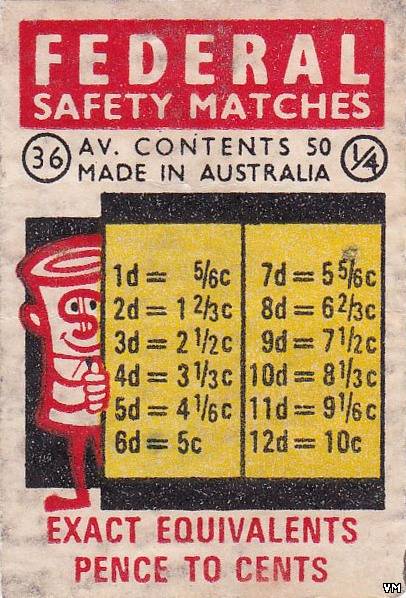 FEDERAL
SAFETY MATCHES
36 AV. CONTENTS 50 1/4
MADE IN AUSTRALIA
1d = 5/6c
2d = 1 2/3c
3d = 2 1/2c
4d = 3 1/3c
5d = 4 1/6c
6d = 5c
7d = 5 5/6c
8d = 6 2/3c
9d = 7 1/2c
10d = 8 1/3c
11d = 9 1/6c
12d = 10c
EXACT EQUIVALENTS
PENCE TO CENTS
VM